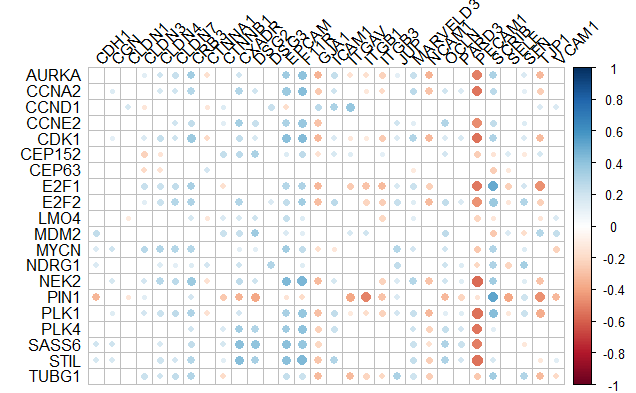 CDH1
CGN
CLDN1
CLDN3
CLDN4
CLDN7
CRB3
CTNNA1
CTNNB1
CXADR
DSG2
DSG3
EPCAM
F11R
GJA1
ICAM1
ITGAV
ITGB1
ITGB3
JUP
MARVELD3
NCAM1
OCLN
PARD3
PECAM1
SCRIB
SELE
TJP1
VCAM1
AURKA
CCNA2
CCND1
CCNE2
CDK1
CEP152
CEP63
E2F1
E2F2
LMO4
MDM2
MYCN
NDRG1
NEK2
PIN1
PLK1
PLK4
SASS6
STIL
TUBG1
1
0.8
0.6
0.4
0.2
0
-0.2
-0.4
-0.6
-0.8
-1